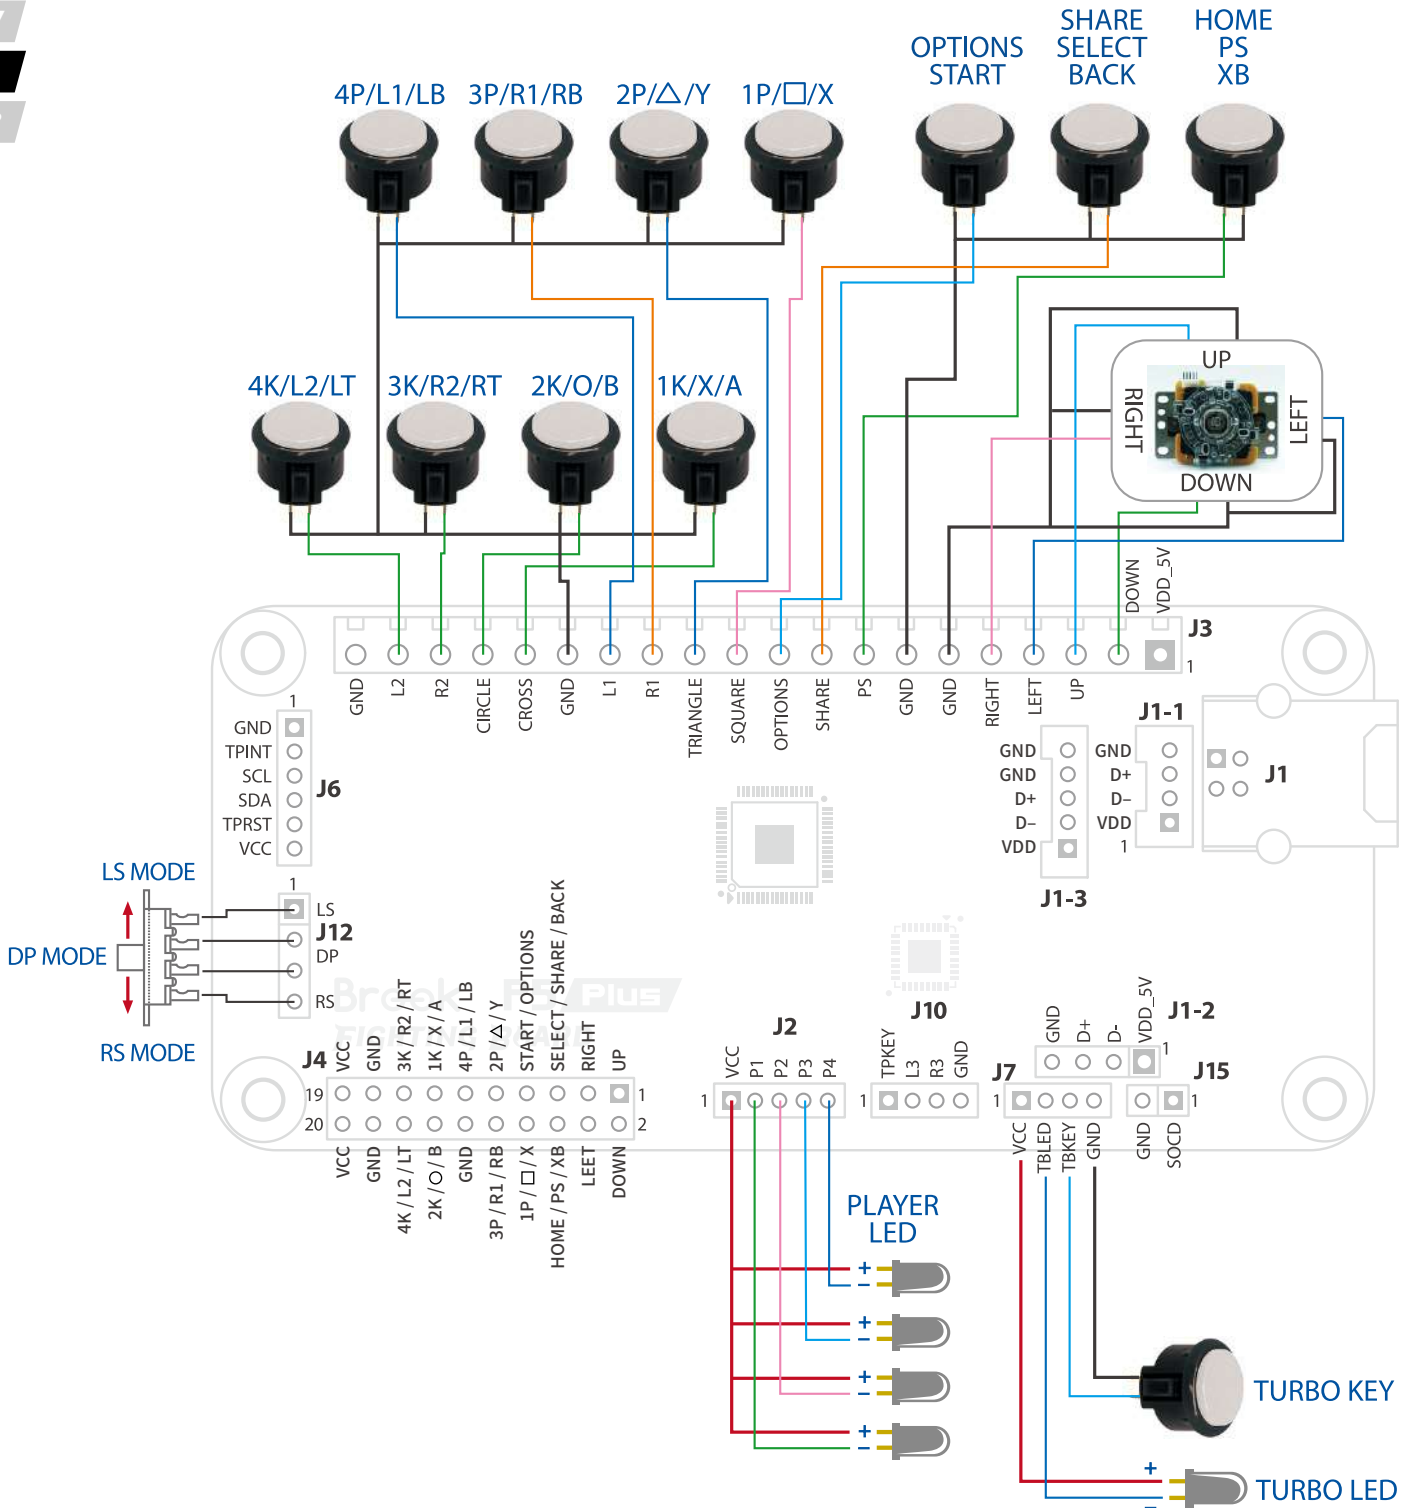 SHARE
SELECT
BACK
HOME
PS
XB
OPTIONS
START
4P/L1/LB
3P/R1/RB
2P/△/Y
1P/□/X
4K/L2/LT
3K/R2/RT
2K/O/B
1K/X/A
UP
RIGHT
LEFT
DOWN
DOWN
VDD_5V
J3
1
GND
L2
R2
CIRCLE
CROSS
GND
L1
R1
TRIANGLE
SQUARE
OPTIONS
SHARE
PS
GND
GND
RIGHT
LEFT
UP
1
GND
TPINT
SCL
SDA
TPRST
VCC
J6
J1-1
GND
D+
D–
VDD
1
GND
GND
D+
D–
VDD
J1-3
J1
LS MODE
DP MODE
RS MODE
1
LS
J12
DP
RS
Brook
Plus
FIGHTING BOARD
J4
VCC
GND
3K / R2 / RT
1K / X / A
4P / L1 / LB
2P / △ / Y
START / OPTIONS
SELECT / SHARE / BACK
RIGHT
UP
19
1
20
2
VCC
GND
4K / L2 / LT
2K / O / B
GND
3P / R1 / RB
1P / □ / X
HOME / PS / XB
LEET
DOWN
J2
VCC
P1
P2
P3
P4
1
J10
TPKEY
L3
R3
GND
1
J1-2
GND
D+
D-
VDD_5V
1
J7
1
VCC
TBLED
TBKEY
GND
J15
1
GND
SOCD
PLAYER
LED
+
–
+
–
+
–
+
–
TURBO KEY
+
–
TURBO LED